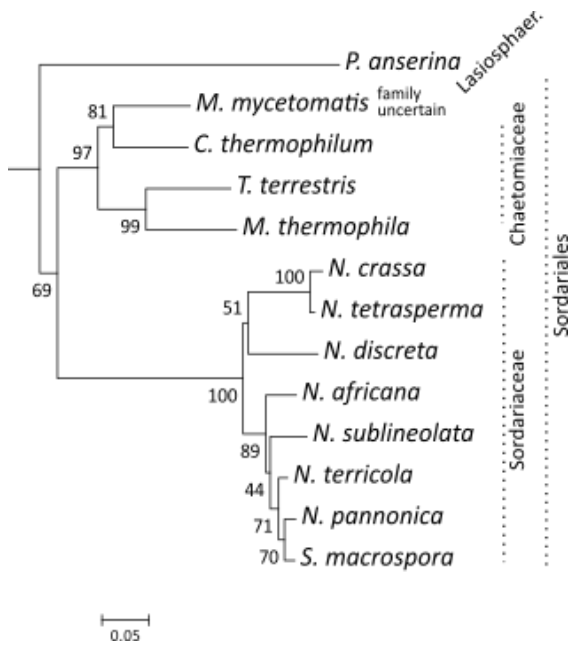 P. anserina
Lasiosphaer.
81
M. mycetomatis
family
uncertain
97
C. thermophilum
T. terrestris
99
M. thermophila
Chaetomiaceae
69
100
N. crassa
51
N. tetrasperma
N. discreta
100
N. africana
89
N. sublineolata
44
N. terricola
71
N. pannonica
70
S. macrospora
Sordariaceae
Sordariales
0.05